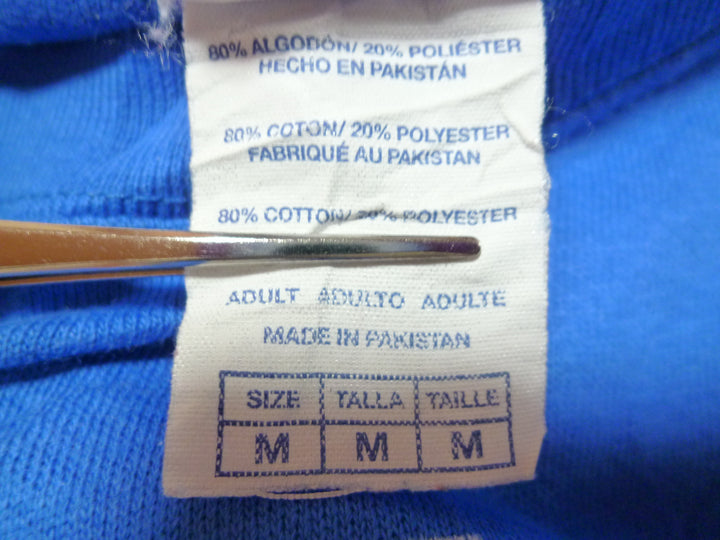 80% ALGODÓN/ 20% POLIÉSTER
HECHO EN PAKISTÁN
80% COTON/ 20% POLYESTER
FABRIQUÉ AU PAKISTAN
80% COTTON/ 20% POLYESTER
ADULT ADULTO ADULTE
MADE IN PAKISTAN
SIZE TALLA TAILLE
M M M